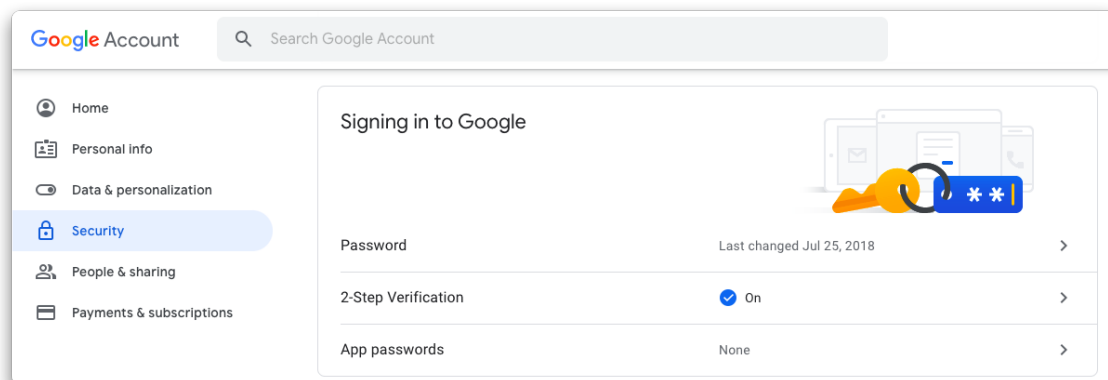 Google Account
Search Google Account
Home
Personal info
Data & personalization
Security
People & sharing
Payments & subscriptions
Signing in to Google
**
Password Last changed Jul 25, 2018
2-Step Verification On
App passwords None